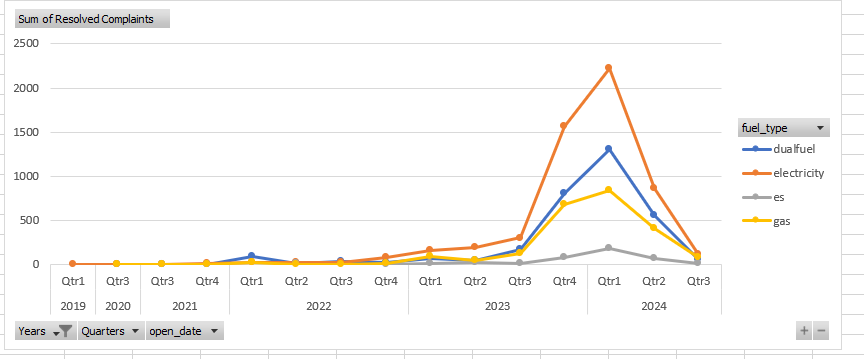 Sum of Resolved Complaints
2500
2000
1500
1000
500
0
Qtr1 Qtr3 Qtr3 Qtr4 Qtr1 Qtr2 Qtr3 Qtr4 Qtr1 Qtr2 Qtr3 Qtr4 Qtr1 Qtr2 Qtr3
2019 2020 2021 2022 2023 2024
fuel_type
dualfuel
electricity
es
gas
Years Quarters open_date
+ −